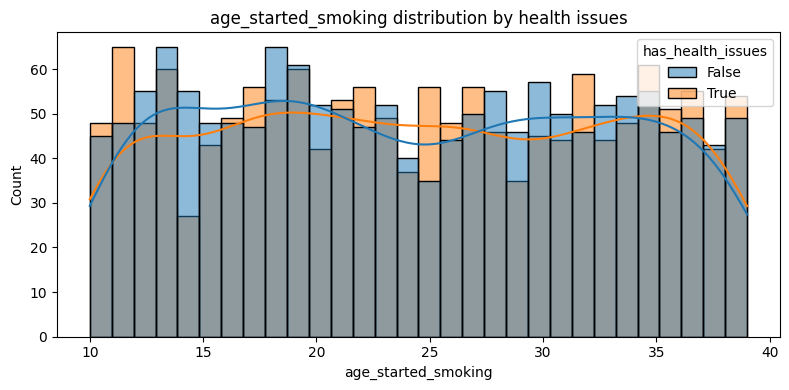 age_started_smoking distribution by health issues
has_health_issues
False
True
Count
60
50
40
30
20
10
0
10 15 20 25 30 35 40
age_started_smoking